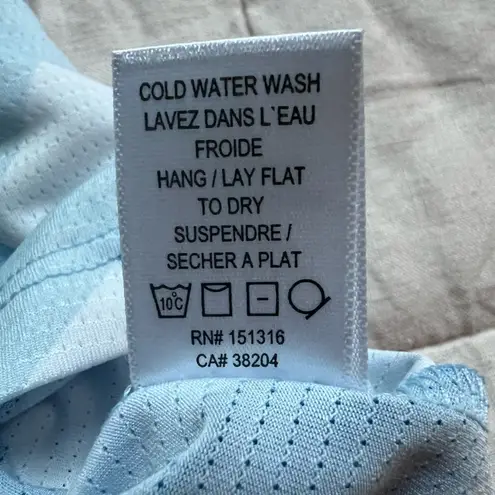 COLD WATER WASH
LAVEZ DANS L`EAU
FROIDE
HANG / LAY FLAT
TO DRY
SUSPENDRE /
SECHER A PLAT
10°C
RN# 151316
CA# 38204